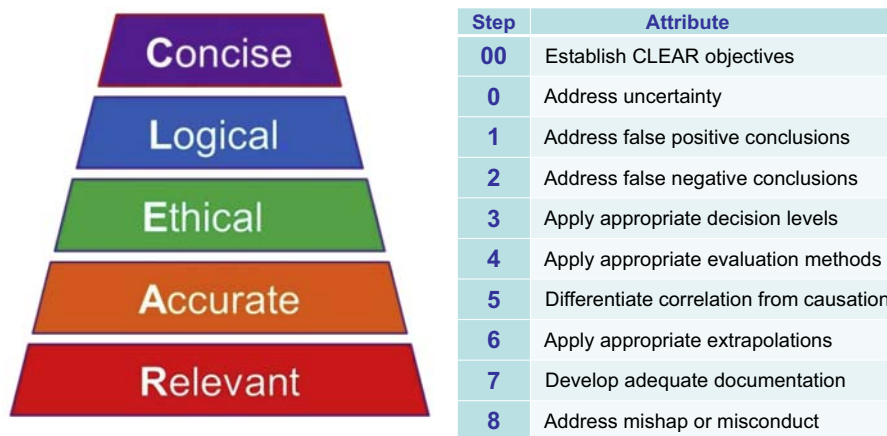 Concise
Logical
Ethical
Accurate
Relevant
Step Attribute
00 Establish CLEAR objectives
0 Address uncertainty
1 Address false positive conclusions
2 Address false negative conclusions
3 Apply appropriate decision levels
4 Apply appropriate evaluation methods
5 Differentiate correlation from causation
6 Apply appropriate extrapolations
7 Develop adequate documentation
8 Address mishap or misconduct